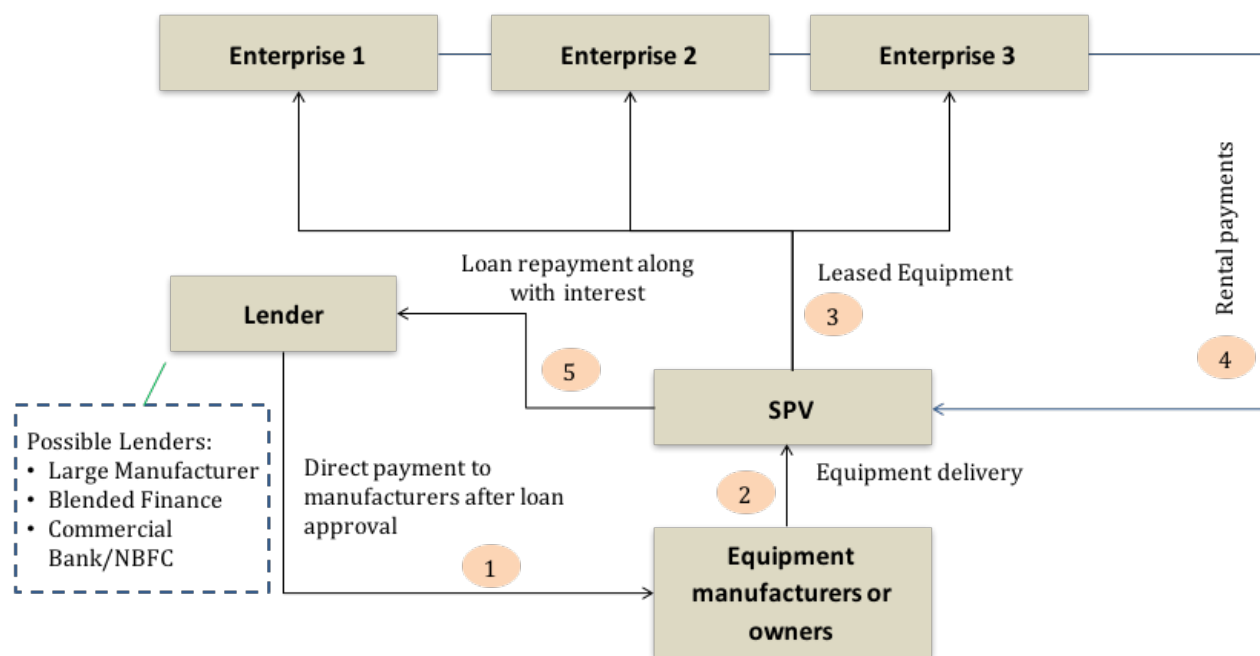 Enterprise 1
Enterprise 2
Enterprise 3
Rental payments
4
Loan repayment along
with interest
Leased Equipment
3
Lender
5
SPV
Possible Lenders:
• Large Manufacturer
• Blended Finance
• Commercial
Bank/NBFC
Direct payment to
manufacturers after loan
approval
1
Equipment delivery
2
Equipment
manufacturers or
owners